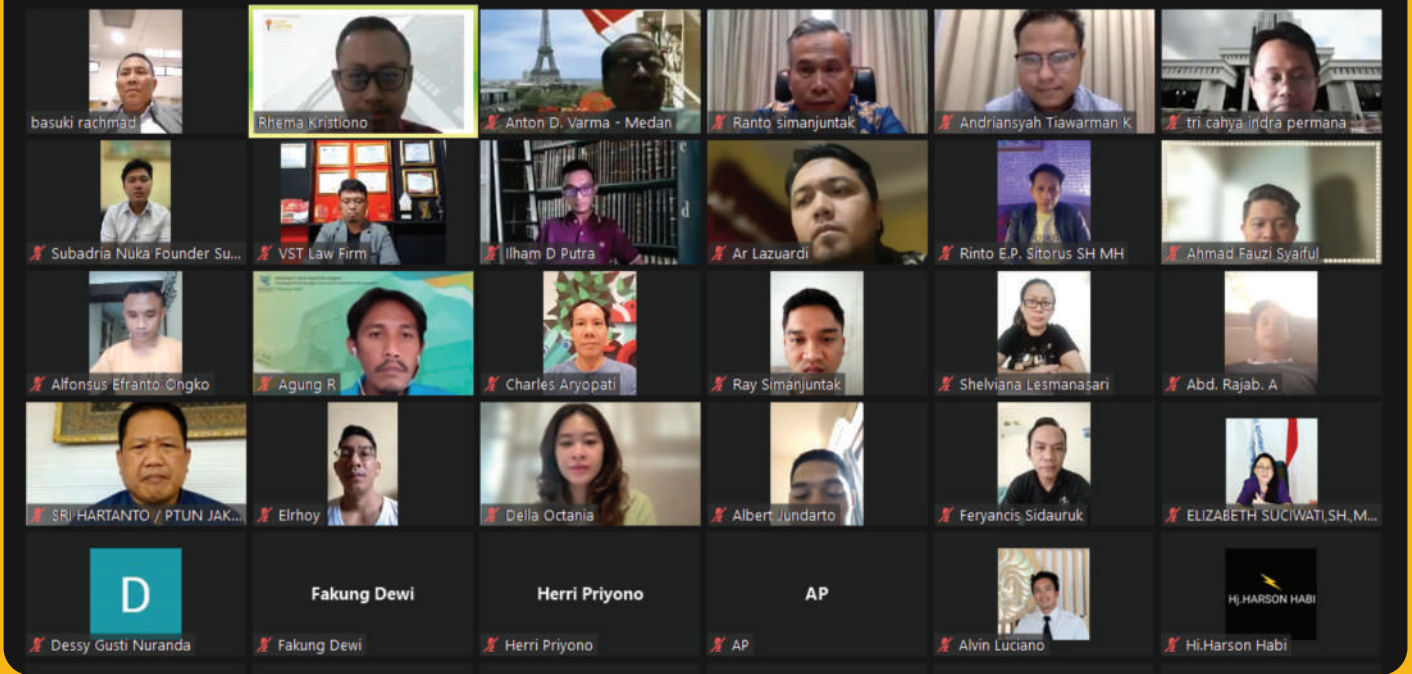 basuki rachmad
Rhema Kristiono
Anton D. Varma - Medan
Ranto simanjuntak
Andriansyah Tiawarman K
tri cahya indra permana
Subadria Nuka Founder Su...
VST Law Firm
Ilham D Putra
Ar Lazuardi
Rinto E.P. Sitorus SH MH
Ahmad Fauzi Syaiful
Alfonsus Efranto Ongko
Agung R
Charles Aryopati
Ray Simanjuntak
Shelviana Lesmanasari
Abd. Rajab. A
SRI HARTANTO / PTUN JAK...
Elrhoy
Della Octania
Albert Jundarto
Feryancis Sidauruk
ELIZABETH SUCIWATI,SH.,M...
D
Dessy Gusti Nuranda
Fakung Dewi
Fakung Dewi
Herri Priyono
Herri Priyono
AP
AP
Alvin Luciano
Hj.HARSON HABI
Hi.Harson Habi